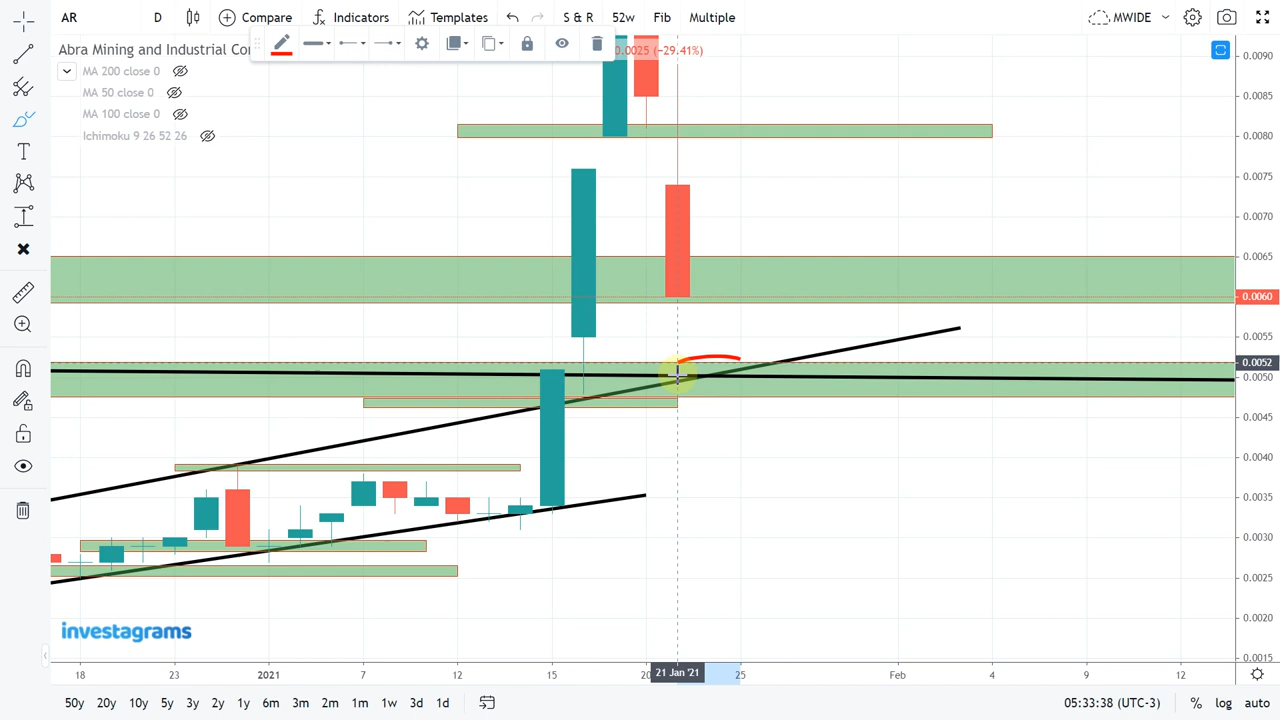 AR D Compare Indicators Templates S & R 52w Fib Multiple MWIDE
Abra Mining and Industrial Cor 0.0025 (−29.41%)
MA 200 close 0
MA 50 close 0
MA 100 close 0
Ichimoku 9 26 52 26
0.0090
0.0085
0.0080
0.0070
0.0065
0.0060
0.0055
0.0052
0.0050
0.0045
0.0040
0.0035
0.0030
0.0025
0.0020
0.0015
investagrams
18 23 2021 7 12 15 20 21 Jan '21 25 Feb 4 9 12
50y 20y 10y 5y 3y 2y 1y 6m 3m 2m 1m 1w 3d 1d 05:33:38 (UTC-3) % log auto